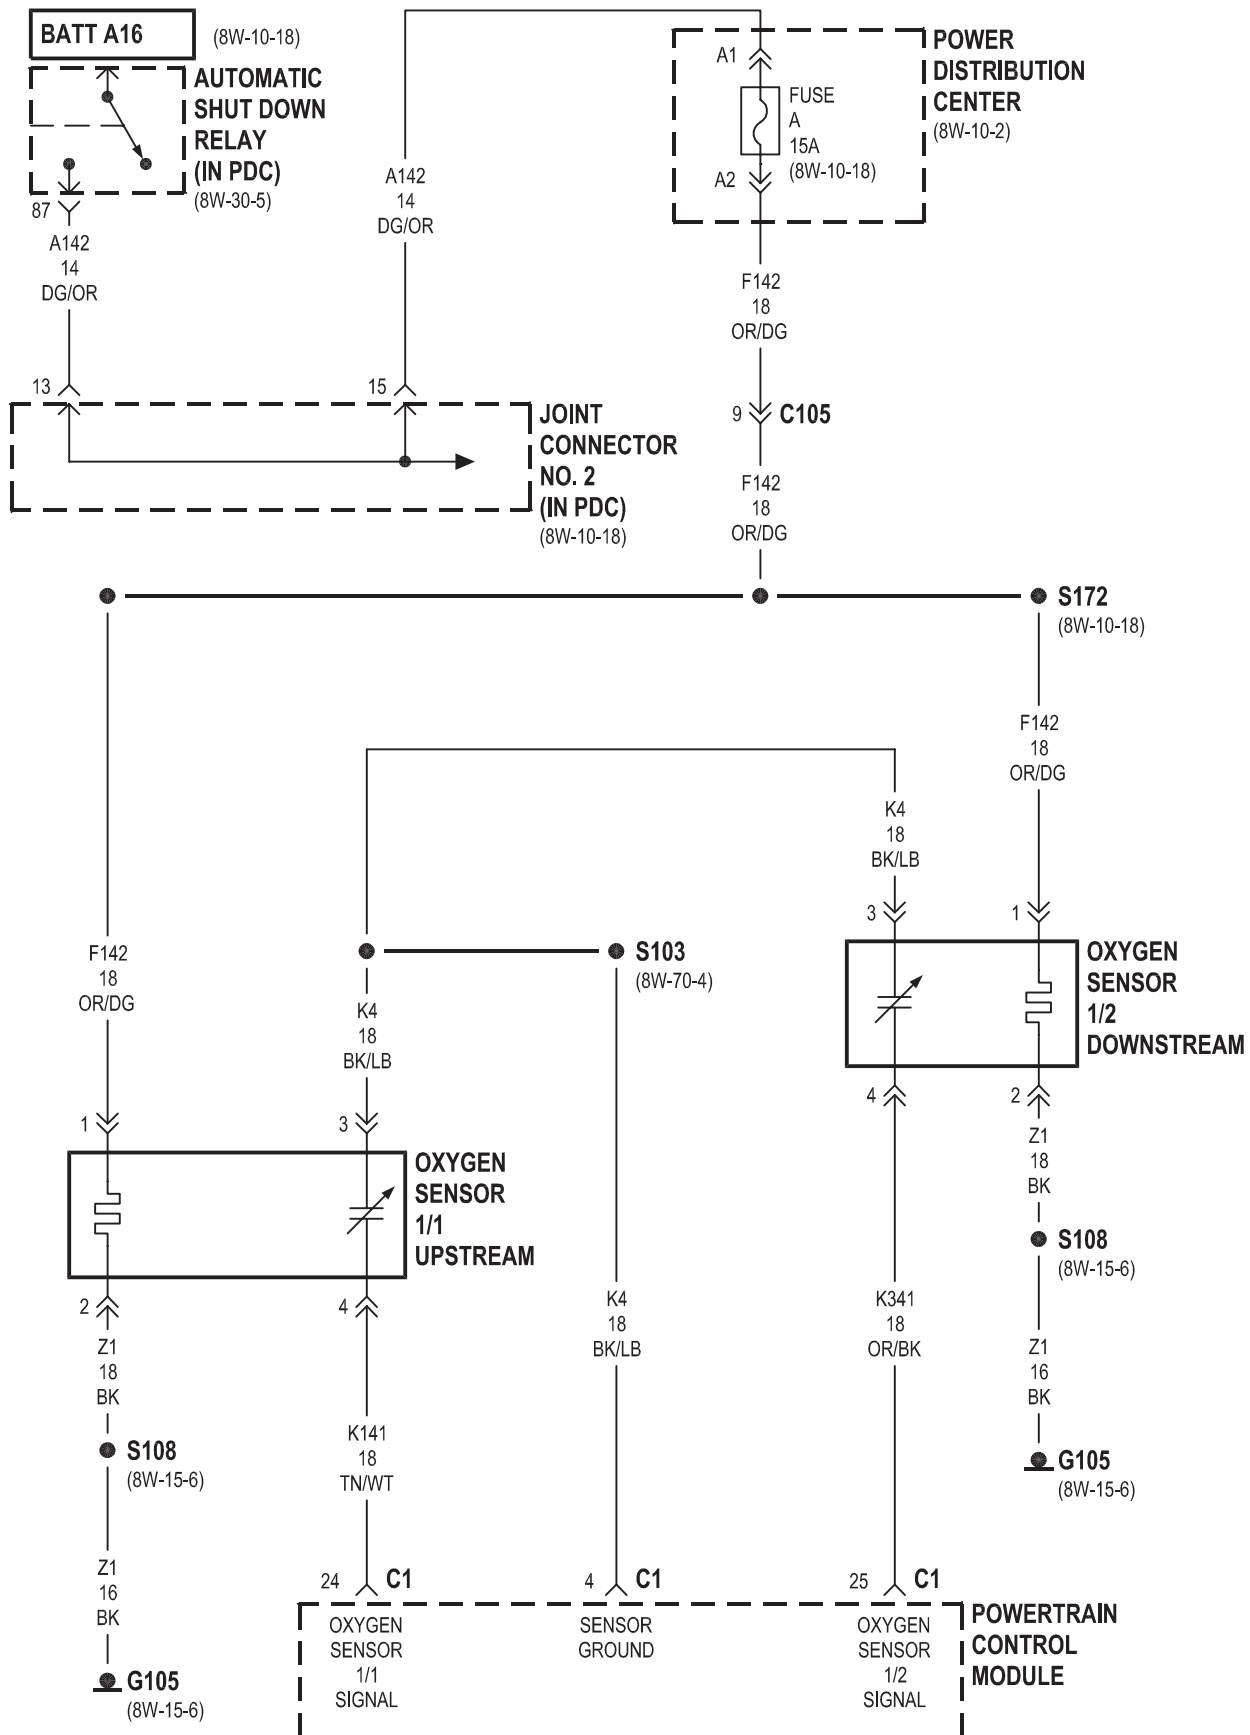 BATT A16
(8W-10-18)
AUTOMATIC
SHUT DOWN
RELAY
(IN PDC)
(8W-30-5)
87
A142
14
DG/OR
A142
14
DG/OR
A1
FUSE
A
15A
(8W-10-18)
A2
POWER
DISTRIBUTION
CENTER
(8W-10-2)
F142
18
OR/DG
13
15
JOINT
CONNECTOR
NO. 2
(IN PDC)
(8W-10-18)
9
C105
F142
18
OR/DG
S172
(8W-10-18)
F142
18
OR/DG
K4
18
BK/LB
3
1
F142
18
OR/DG
S103
(8W-70-4)
K4
18
BK/LB
OXYGEN
SENSOR
1/2
DOWNSTREAM
4
2
1
3
Z1
18
BK
OXYGEN
SENSOR
1/1
UPSTREAM
S108
(8W-15-6)
2
4
Z1
18
BK
K4
18
BK/LB
K341
18
OR/BK
Z1
16
BK
K141
18
TN/WT
S108
(8W-15-6)
G105
(8W-15-6)
Z1
16
BK
24
C1
4
C1
25
C1
G105
(8W-15-6)
OXYGEN
SENSOR
1/1
SIGNAL
SENSOR
GROUND
OXYGEN
SENSOR
1/2
SIGNAL
POWERTRAIN
CONTROL
MODULE